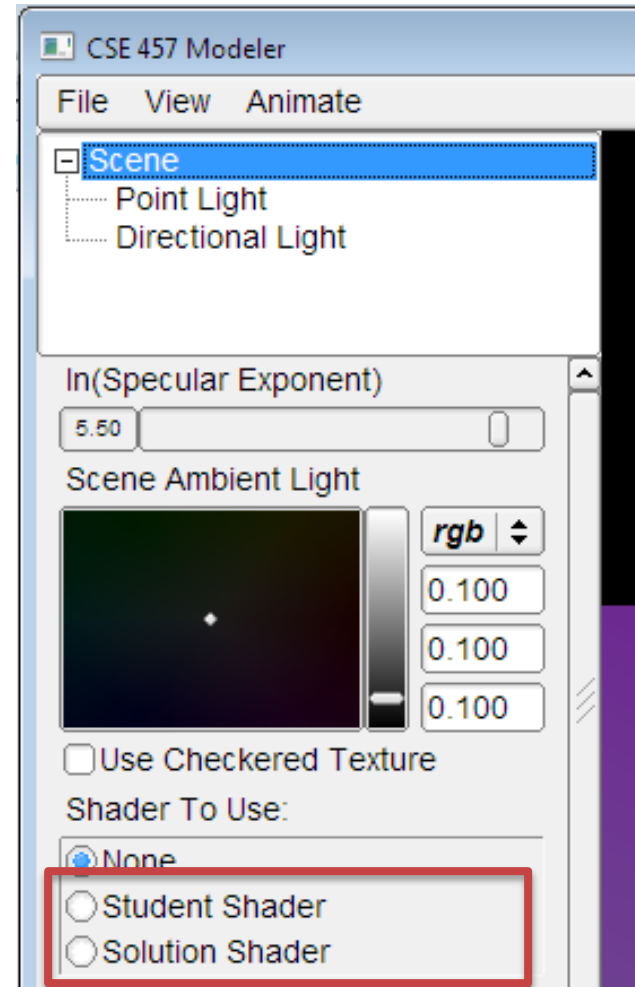 CSE 457 Modeler
File View Animate
Scene
Point Light
Directional Light
ln(Specular Exponent)
5.50
Scene Ambient Light
rgb
0.100
0.100
0.100
Use Checkered Texture
Shader To Use:
None
Student Shader
Solution Shader